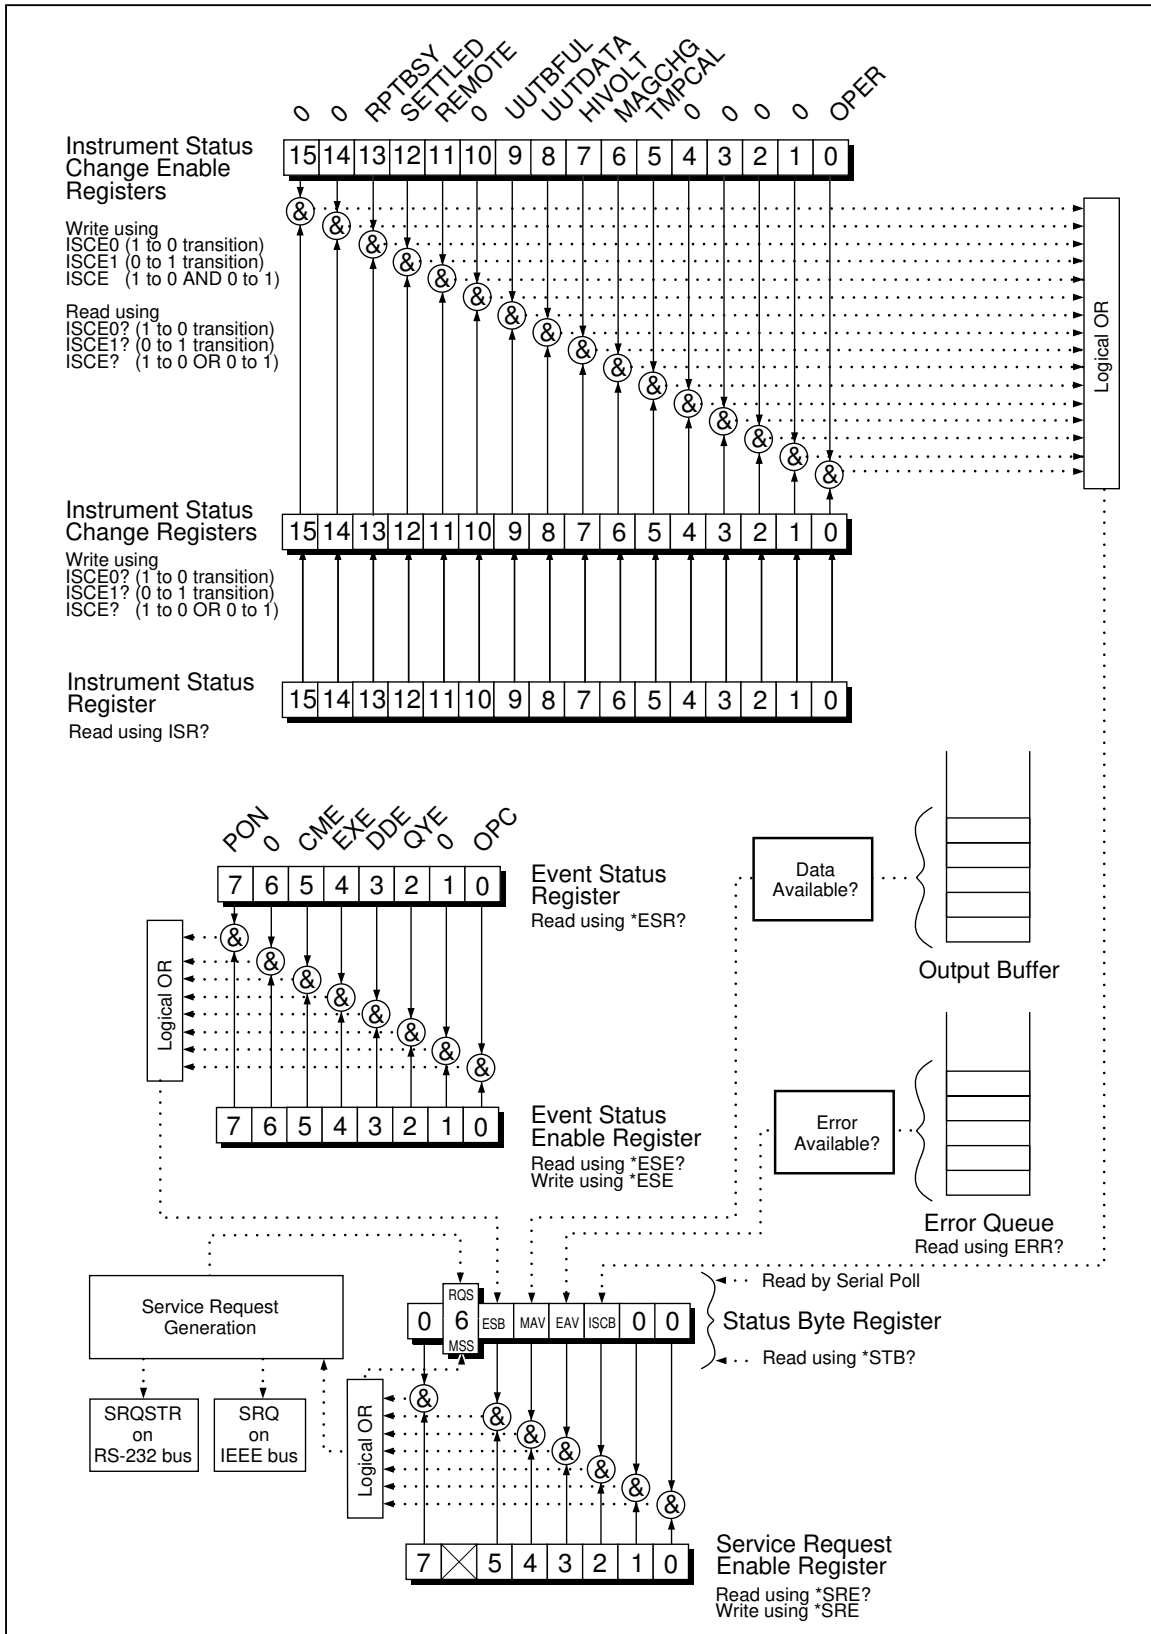 0 0 RPTBSY SETTLED REMOTE 0 UUTBFUL UUTDATA HIVOLT MAGCHG TMPCAL 0 0 0 0 OPER
Instrument Status
Change Enable
Registers
15 14 13 12 11 10 9 8 7 6 5 4 3 2 1 0
Write using
ISCE0 (1 to 0 transition)
ISCE1 (0 to 1 transition)
ISCE (1 to 0 AND 0 to 1)
Read using
ISCE0? (1 to 0 transition)
ISCE1? (0 to 1 transition)
ISCE? (1 to 0 OR 0 to 1)
& & & & & & & & & & & & & & & &
Logical OR
Instrument Status
Change Registers
15 14 13 12 11 10 9 8 7 6 5 4 3 2 1 0
Write using
ISCE0? (1 to 0 transition)
ISCE1? (0 to 1 transition)
ISCE? (1 to 0 OR 0 to 1)
Instrument Status
Register
15 14 13 12 11 10 9 8 7 6 5 4 3 2 1 0
Read using ISR?
PON 0 CME EXE DDE QYE 0 OPC
7 6 5 4 3 2 1 0
Event Status
Register
Read using *ESR?
& & & & & & & &
Logical OR
Data
Available?
Output Buffer
7 6 5 4 3 2 1 0
Event Status
Enable Register
Read using *ESE?
Write using *ESE
Error
Available?
Error Queue
Read using ERR?
Service Request
Generation
RQS
0 6 ESB MAV EAV ISCB 0 0
MSS
Read by Serial Poll
Status Byte Register
Read using *STB?
SRQSTR
on
RS-232 bus
SRQ
on
IEEE bus
Logical OR
& & & & & & &
7 5 4 3 2 1 0
Service Request
Enable Register
Read using *SRE?
Write using *SRE